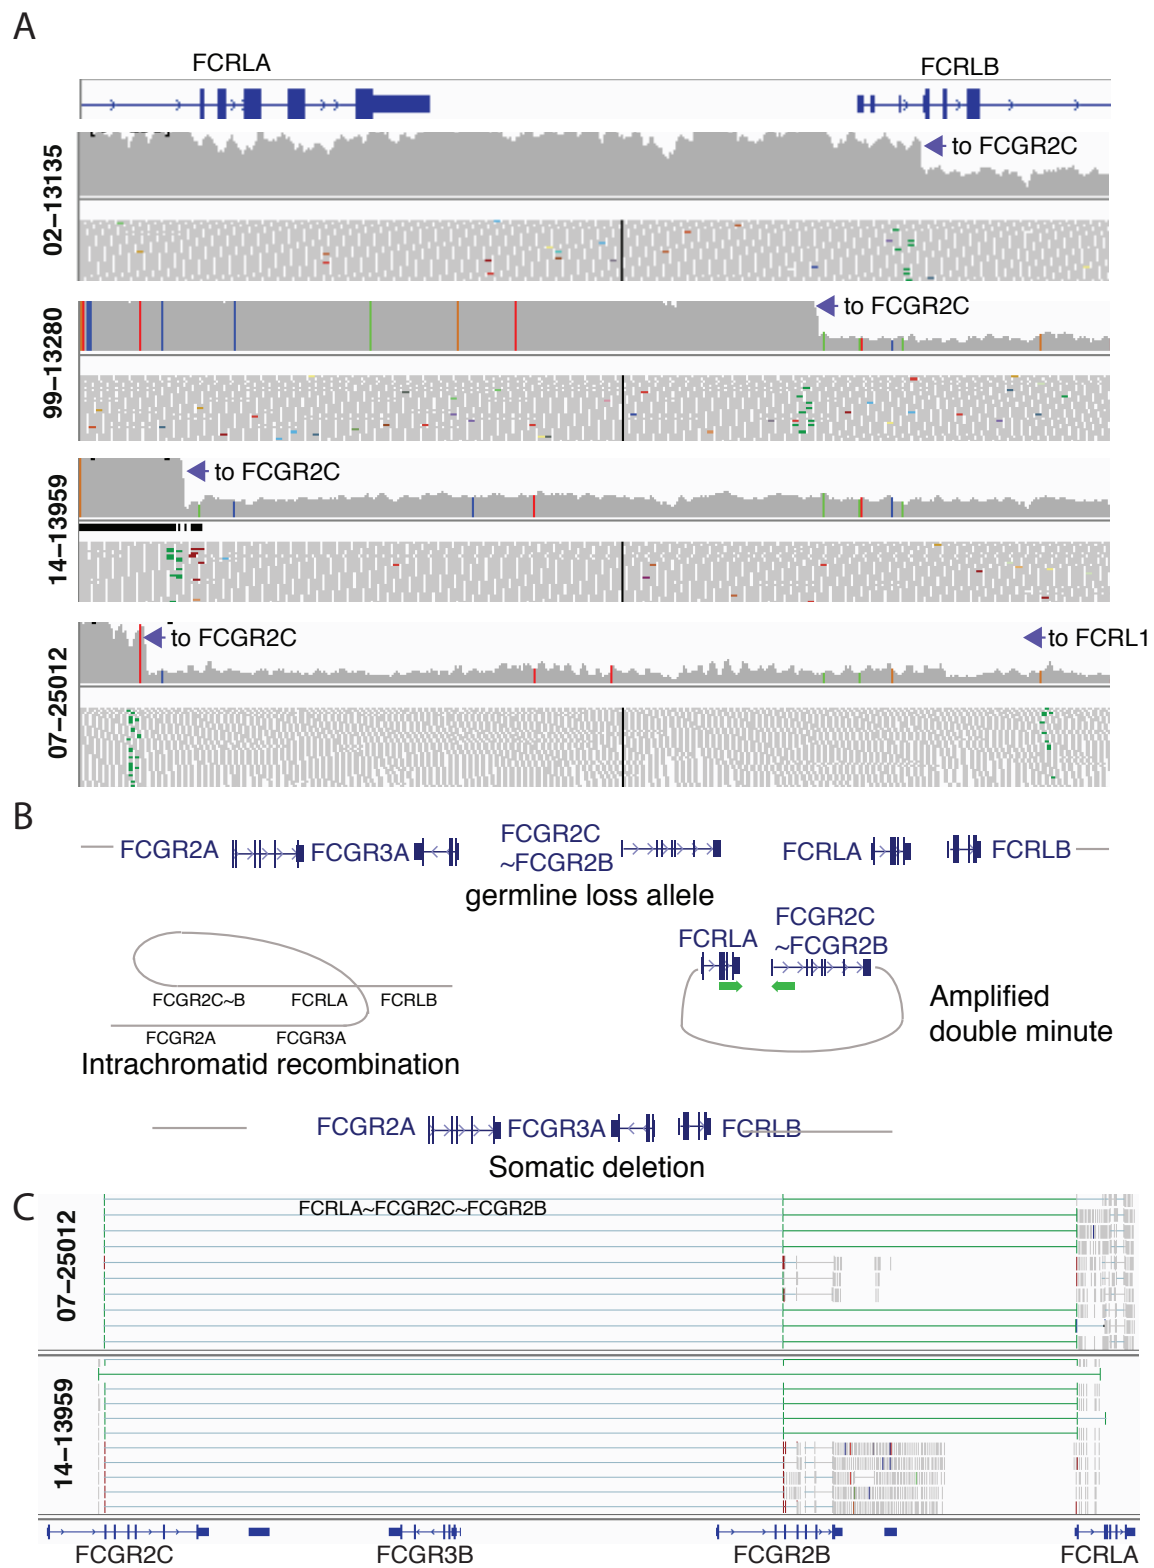 A
FCRLA
FCRLB
02–13135
to FCGR2C
99–13280
to FCGR2C
14–13959
to FCGR2C
07–25012
to FCGR2C
to FCRL1
B
FCGR2A
FCGR3A
FCGR2C
~FCGR2B
FCRLA
FCRLB
germline loss allele
FCGR2C~B
FCRLA
FCRLB
FCGR2A
FCGR3A
Intrachromatid recombination
FCRLA
FCGR2C
~FCGR2B
Amplified
double minute
FCGR2A
FCGR3A
FCRLB
Somatic deletion
C
FCRLA~FCGR2C~FCGR2B
07–25012
14–13959
FCGR2C
FCGR3B
FCGR2B
FCRLA